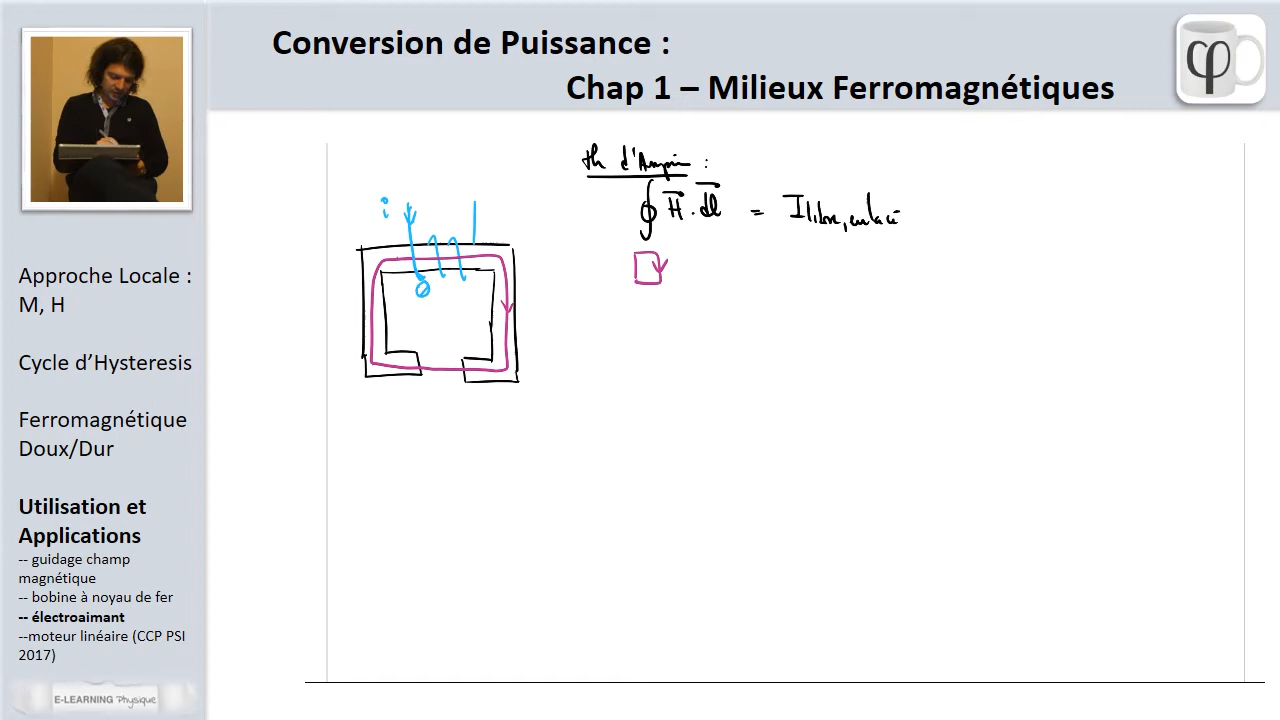 Conversion de Puissance :
Chap 1 – Milieux Ferromagnétiques
φ
Approche Locale :
M, H
Cycle d’Hysteresis
Ferromagnétique
Doux/Dur
Utilisation et
Applications
-- guidage champ
magnétique
-- bobine à noyau de fer
-- électroaimant
--moteur linéaire (CCP PSI
2017)
E-LEARNING Physique
th d'Ampère :
∮ H⃗ . dl⃗ = I libre, enlacé
i